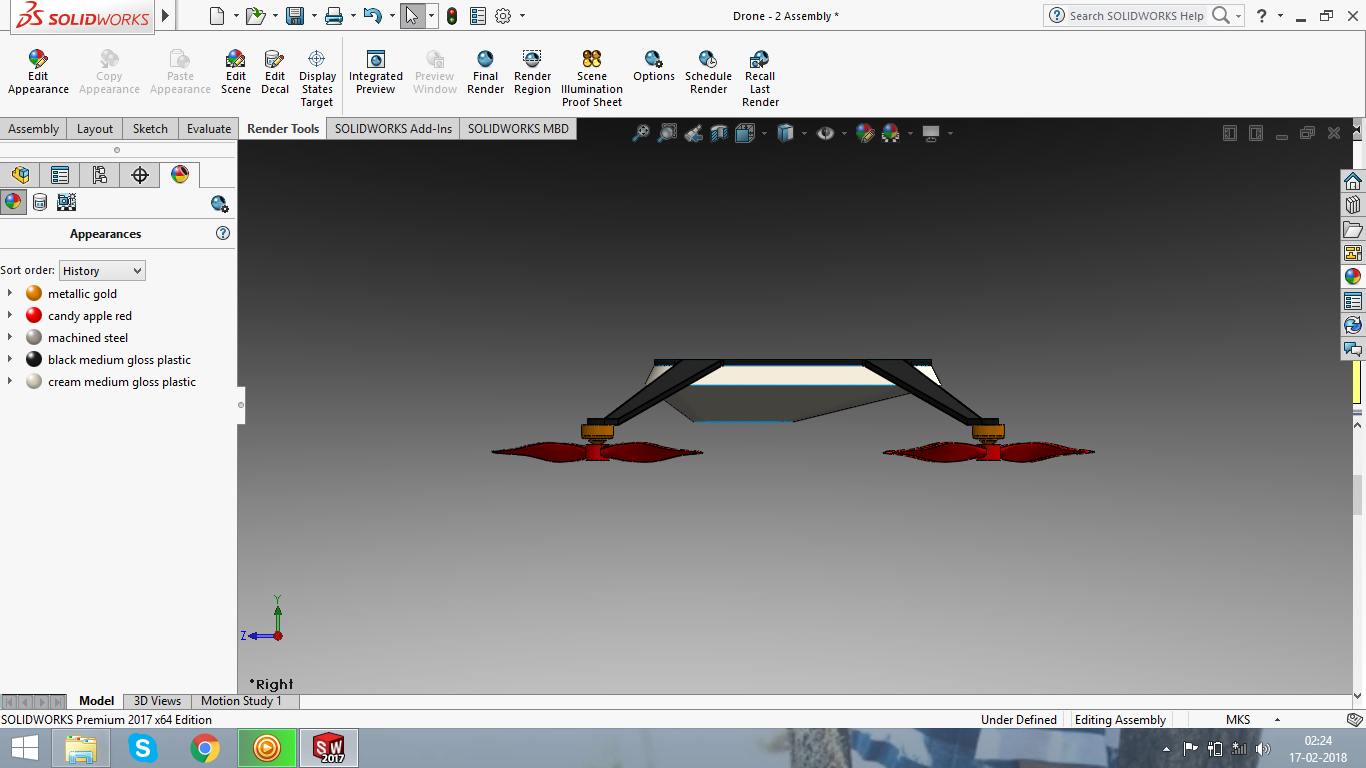 SOLIDWORKS
Drone - 2 Assembly *
Search SOLIDWORKS Help
Edit Appearance
Copy Appearance
Paste Appearance
Edit Scene
Edit Decal
Display States Target
Integrated Preview
Preview Window
Final Render
Render Region
Scene Illumination Proof Sheet
Options
Schedule Render
Recall Last Render
Assembly
Layout
Sketch
Evaluate
Render Tools
SOLIDWORKS Add-Ins
SOLIDWORKS MBD
Appearances
Sort order: History
metallic gold
candy apple red
machined steel
black medium gloss plastic
cream medium gloss plastic
Y
Z
*Right
Model
3D Views
Motion Study 1
SOLIDWORKS Premium 2017 x64 Edition
Under Defined
Editing Assembly
MKS
SW
2017
02:24
17-02-2018